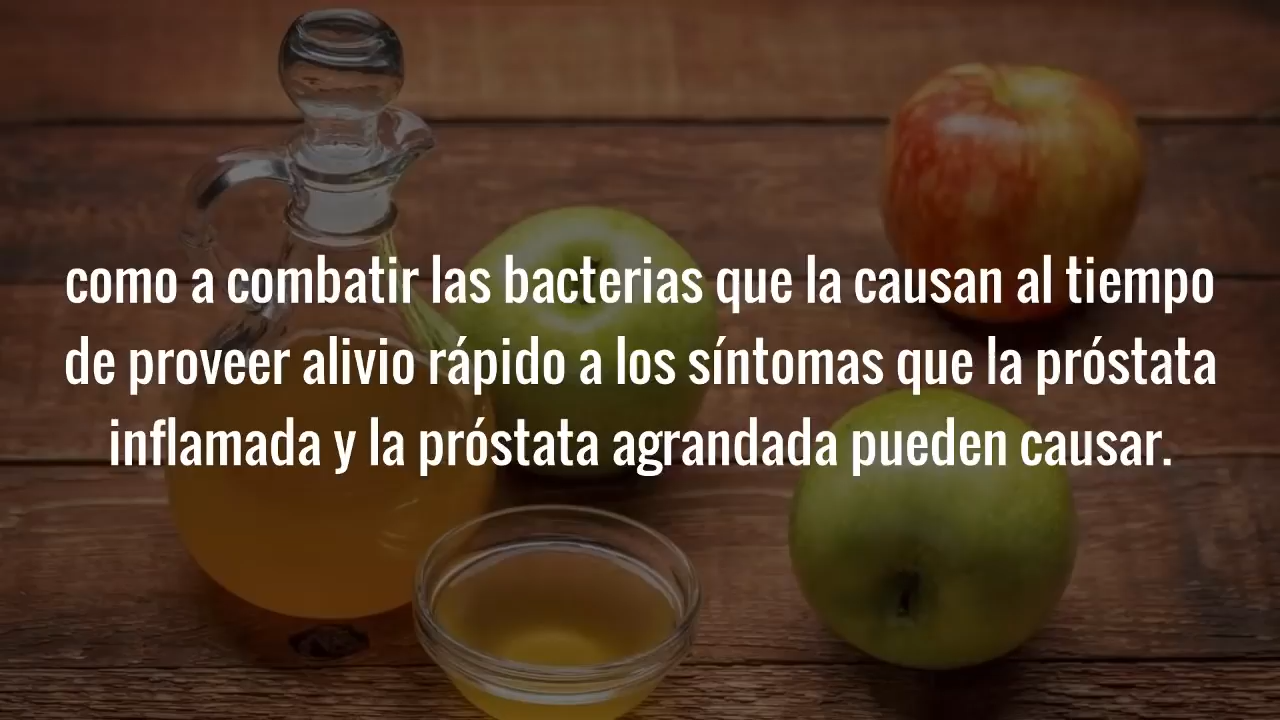 como a combatir las bacterias que la causan al tiempo
de proveer alivio rápido a los síntomas que la próstata
inflamada y la próstata agrandada pueden causar.